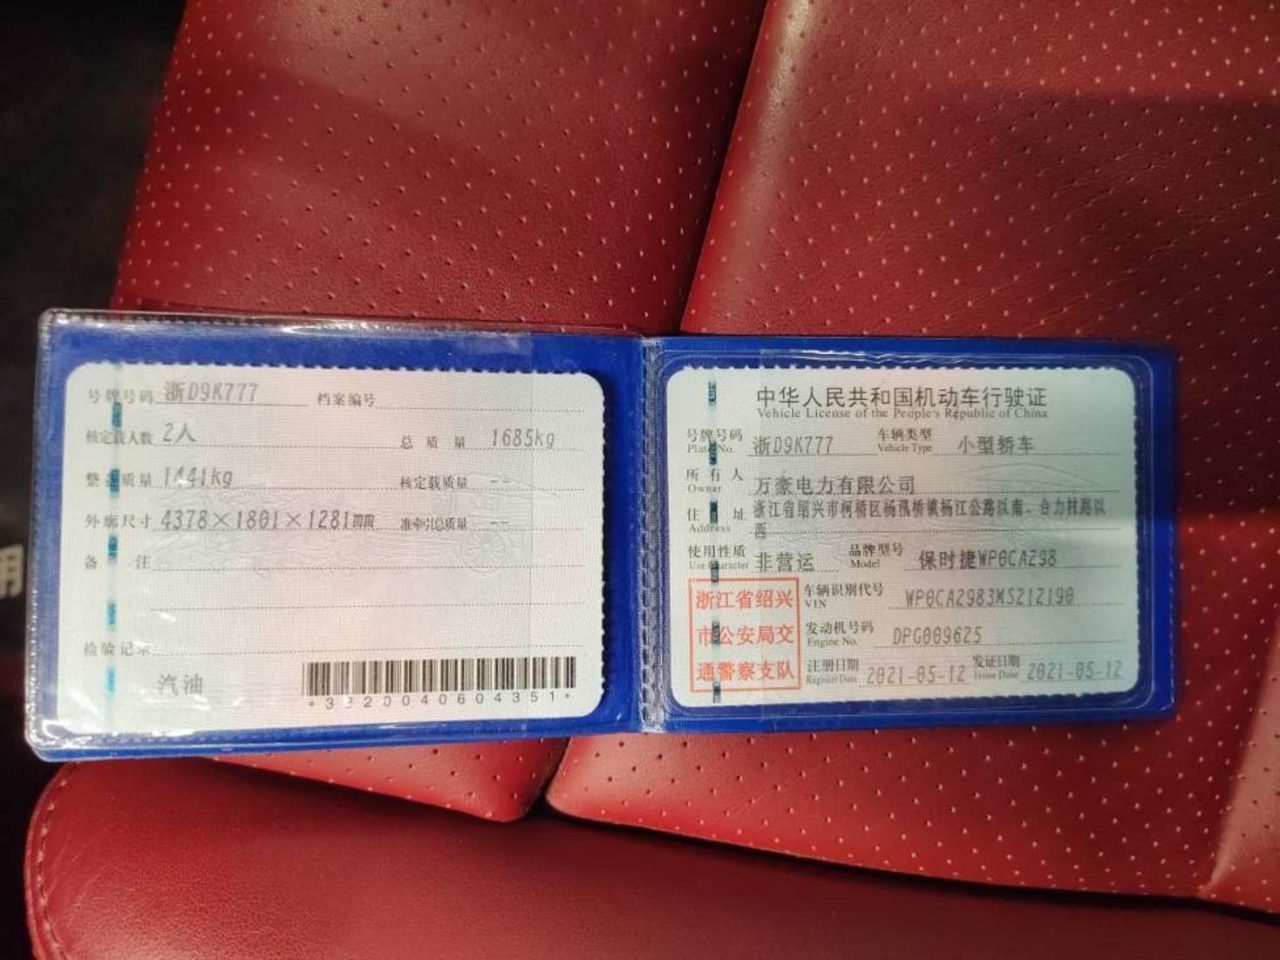 号牌号码 浙D9K777 档案编号
核定载人数 2人 总质量 1685kg
整备质量 1441kg 核定载质量 --
外廓尺寸 4378×1801×1281mm 准牵引总质量 --
备注
检验记录
汽油
*3320040604351*
中华人民共和国机动车行驶证
Vehicle License of the People's Republic of China
号牌号码 浙D9K777 车辆类型 小型轿车
Plate No. Vehicle Type
所有人 万豪电力有限公司
Owner
住址 浙江省绍兴市柯桥区杨汛桥镇杨江公路以南、合力村路以
Address 西
使用性质 非营运 品牌型号 保时捷WP0CA298
Use Character Model
浙江省绍兴
市公安局交
通警察支队
车辆识别代号 WP0CA2983MS212190
VIN
发动机号码 DPG009625
Engine No.
注册日期 2021-05-12 发证日期 2021-05-12
Register Date Issue Date